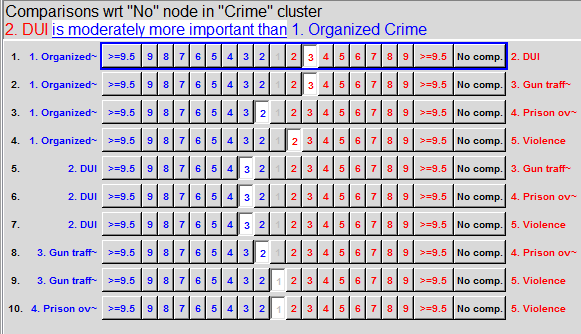 Comparisons wrt "No" node in "Crime" cluster
2. DUI is moderately more important than 1. Organized Crime
1. 1. Organized~ >=9.5 9 8 7 6 5 4 3 2 1 2 3 4 5 6 7 8 9 >=9.5 No comp. 2. DUI
2. 1. Organized~ >=9.5 9 8 7 6 5 4 3 2 1 2 3 4 5 6 7 8 9 >=9.5 No comp. 3. Gun traff~
3. 1. Organized~ >=9.5 9 8 7 6 5 4 3 2 1 2 3 4 5 6 7 8 9 >=9.5 No comp. 4. Prison ov~
4. 1. Organized~ >=9.5 9 8 7 6 5 4 3 2 1 2 3 4 5 6 7 8 9 >=9.5 No comp. 5. Violence
5. 2. DUI >=9.5 9 8 7 6 5 4 3 2 1 2 3 4 5 6 7 8 9 >=9.5 No comp. 3. Gun traff~
6. 2. DUI >=9.5 9 8 7 6 5 4 3 2 1 2 3 4 5 6 7 8 9 >=9.5 No comp. 4. Prison ov~
7. 2. DUI >=9.5 9 8 7 6 5 4 3 2 1 2 3 4 5 6 7 8 9 >=9.5 No comp. 5. Violence
8. 3. Gun traff~ >=9.5 9 8 7 6 5 4 3 2 1 2 3 4 5 6 7 8 9 >=9.5 No comp. 4. Prison ov~
9. 3. Gun traff~ >=9.5 9 8 7 6 5 4 3 2 1 2 3 4 5 6 7 8 9 >=9.5 No comp. 5. Violence
10. 4. Prison ov~ >=9.5 9 8 7 6 5 4 3 2 1 2 3 4 5 6 7 8 9 >=9.5 No comp. 5. Violence